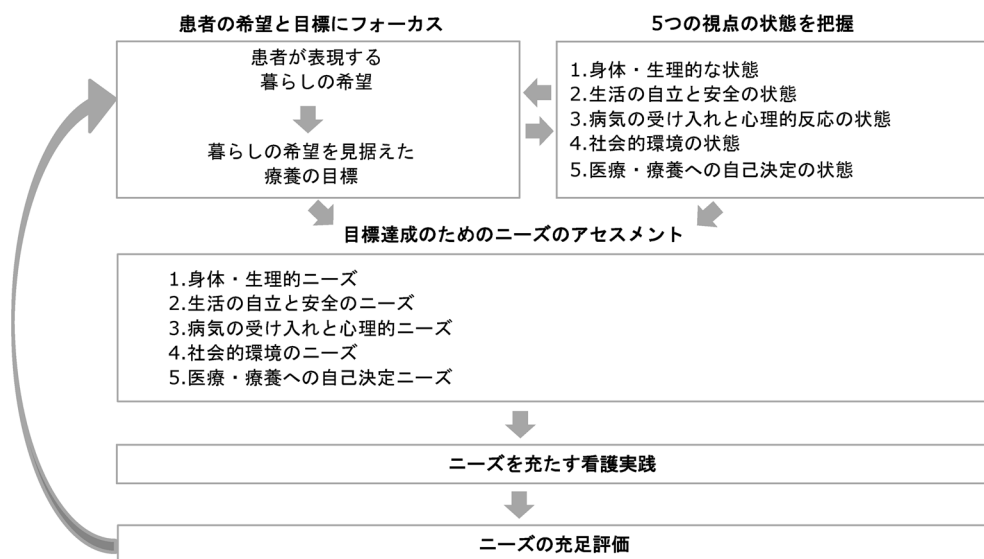 患者の希望と目標にフォーカス
患者が表現する
暮らしの希望
暮らしの希望を見据えた
療養の目標
5つの視点の状態を把握
1.身体・生理的な状態
2.生活の自立と安全の状態
3.病気の受け入れと心理的反応の状態
4.社会的環境の状態
5.医療・療養への自己決定の状態
目標達成のためのニーズのアセスメント
1.身体・生理的ニーズ
2.生活の自立と安全のニーズ
3.病気の受け入れと心理的ニーズ
4.社会的環境のニーズ
5.医療・療養への自己決定ニーズ
ニーズを充たす看護実践
ニーズの充足評価